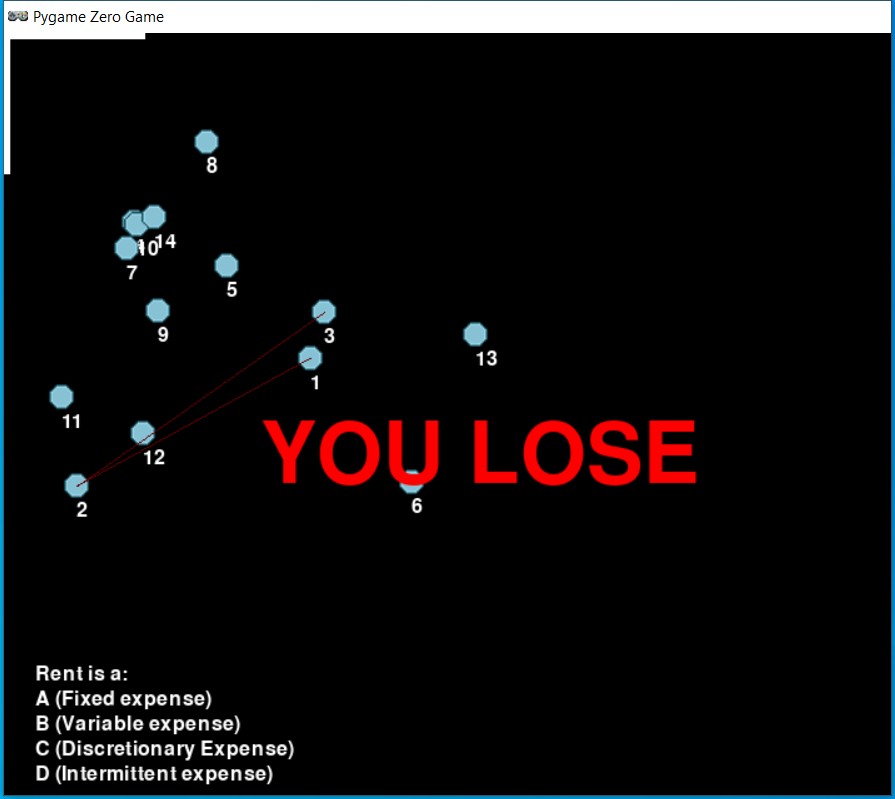 Pygame Zero Game
8
14
10
7
5
9
3
13
1
11
12
YOU LOSE
6
2
Rent is a:
A (Fixed expense)
B (Variable expense)
C (Discretionary Expense)
D (Intermittent expense)